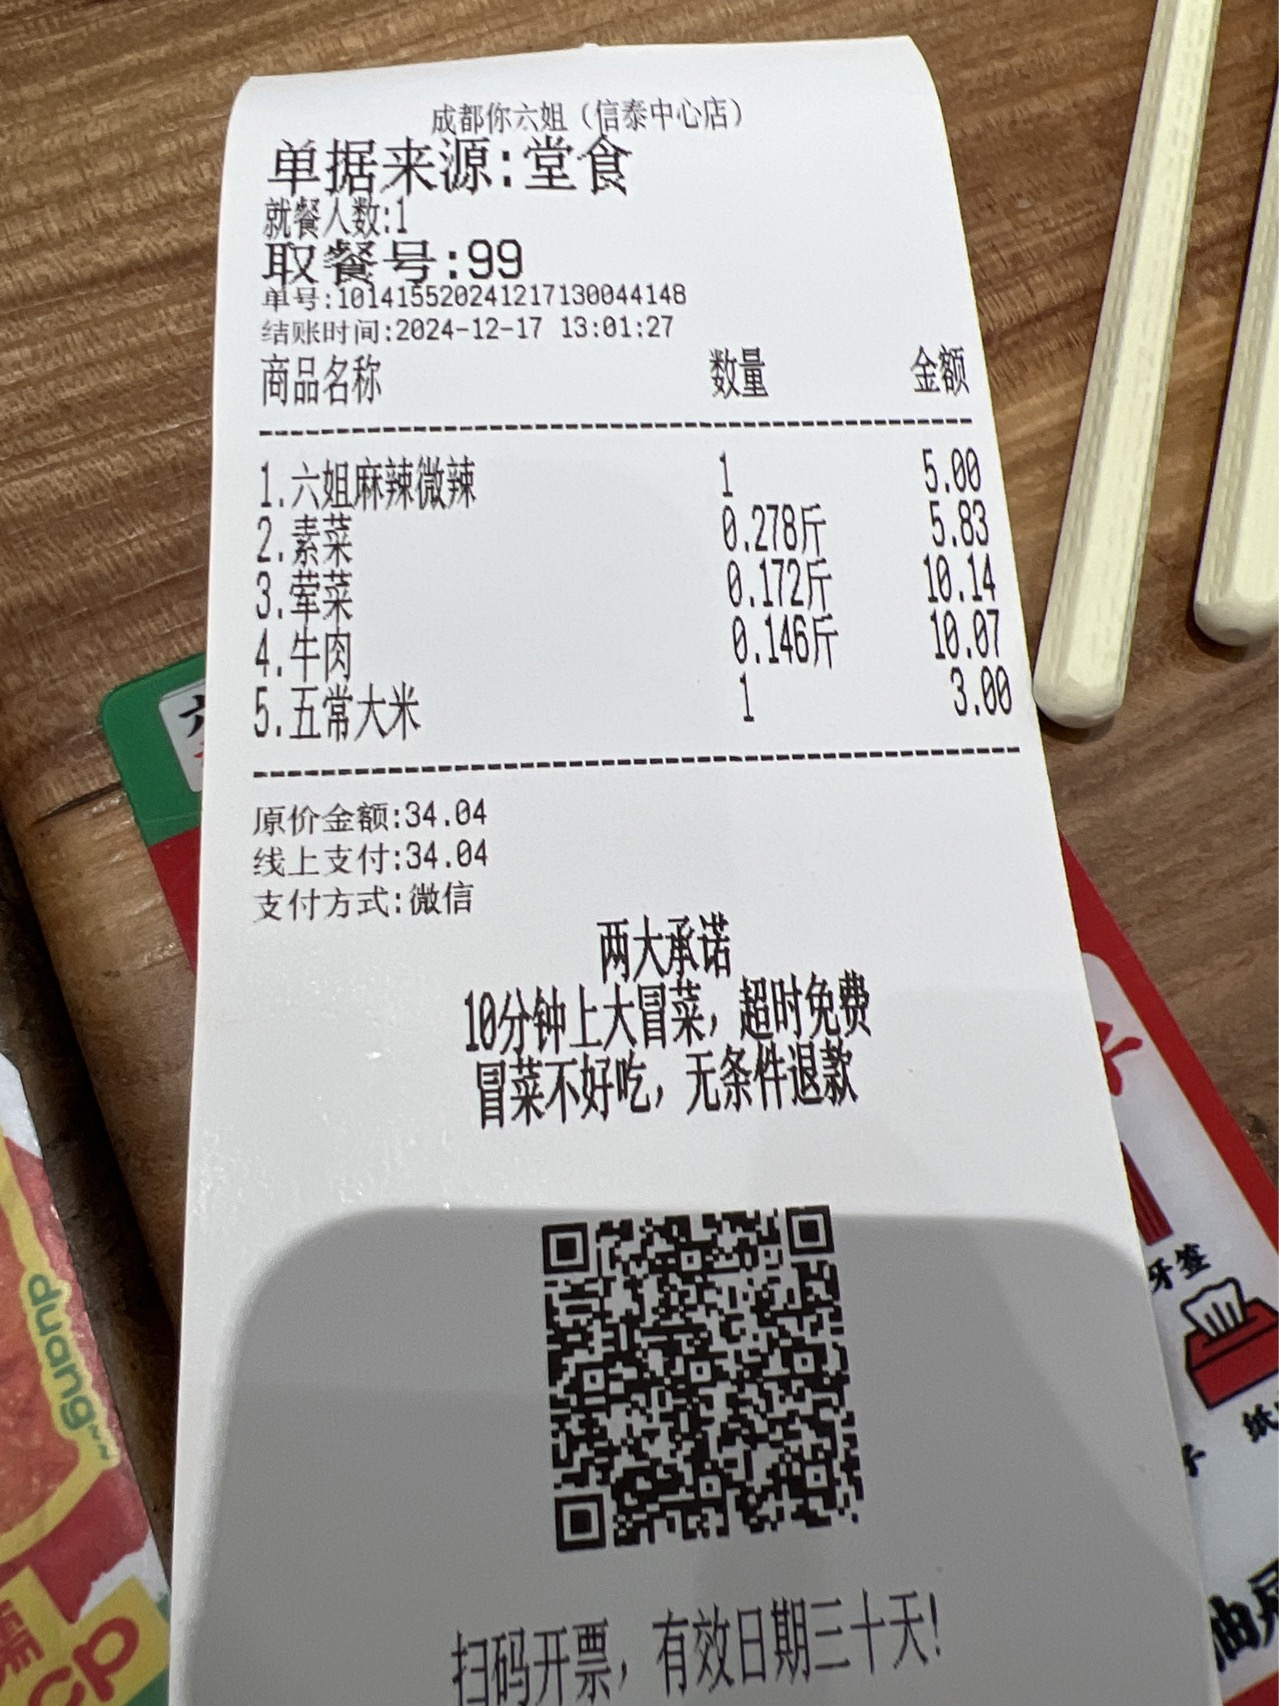 成都你六姐（信泰中心店）
单据来源:堂食
就餐人数:1
取餐号:99
单号:101415520241217130044148
结账时间:2024-12-17 13:01:27
商品名称 数量 金额
1.六姐麻辣微辣 1 5.00
2.素菜 0.278斤 5.83
3.荤菜 0.172斤 10.14
4.牛肉 0.146斤 10.07
5.五常大米 1 3.00
原价金额:34.04
线上支付:34.04
支付方式:微信
两大承诺
10分钟上大冒菜，超时免费
冒菜不好吃，无条件退款
扫码开票，有效日期三十天!
duang~~
牙签
纸